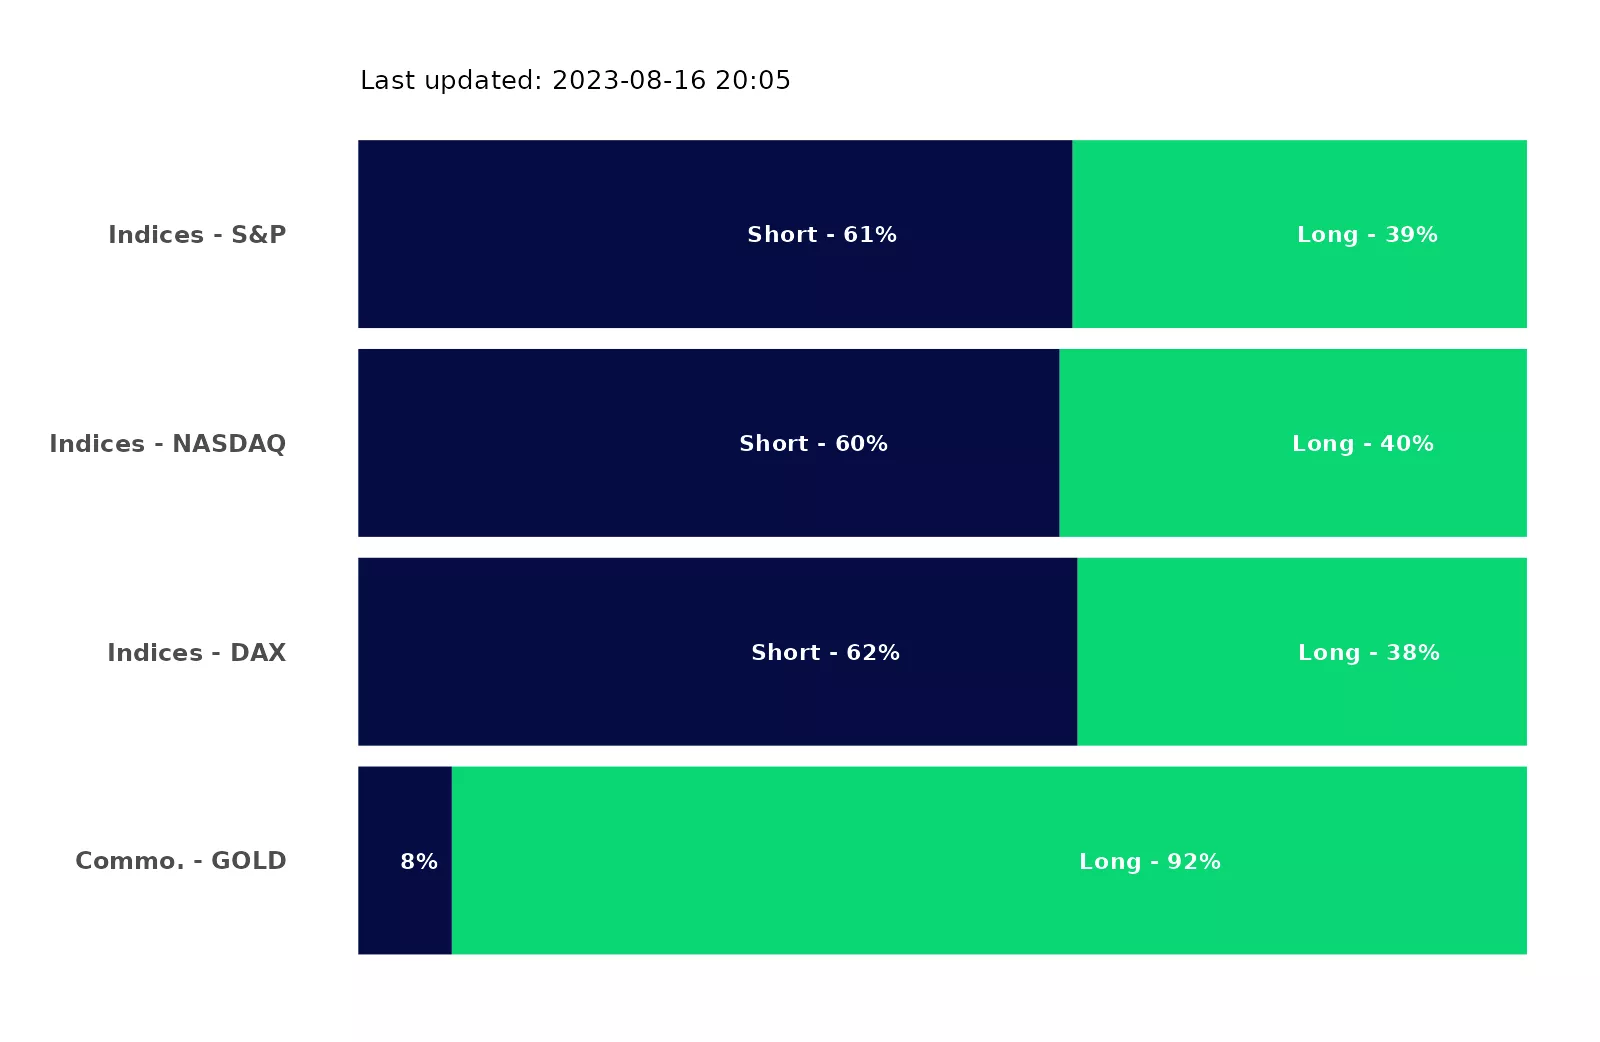 Last updated: 2023-08-16 20:05
Indices - S&P Short - 61% Long - 39%
Indices - NASDAQ Short - 60% Long - 40%
Indices - DAX Short - 62% Long - 38%
Commo. - GOLD 8% Long - 92%